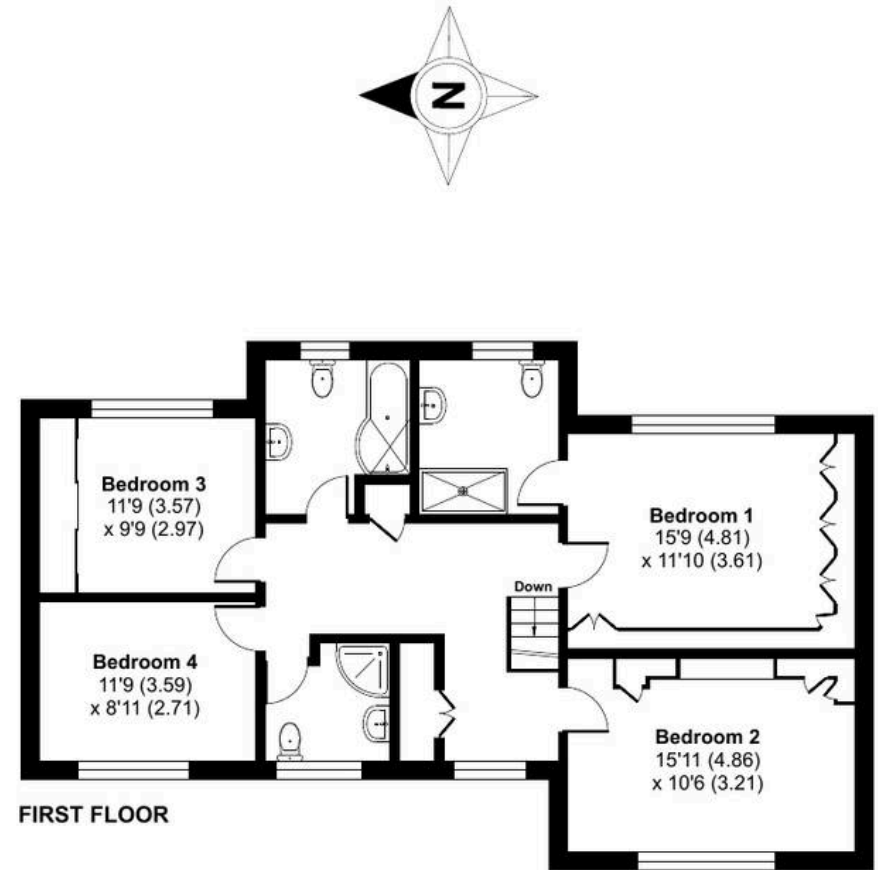 N
Bedroom 3
11'9 (3.57)
x 9'9 (2.97)
Bedroom 1
15'9 (4.81)
x 11'10 (3.61)
Down
Bedroom 4
11'9 (3.59)
x 8'11 (2.71)
Bedroom 2
15'11 (4.86)
x 10'6 (3.21)
FIRST FLOOR